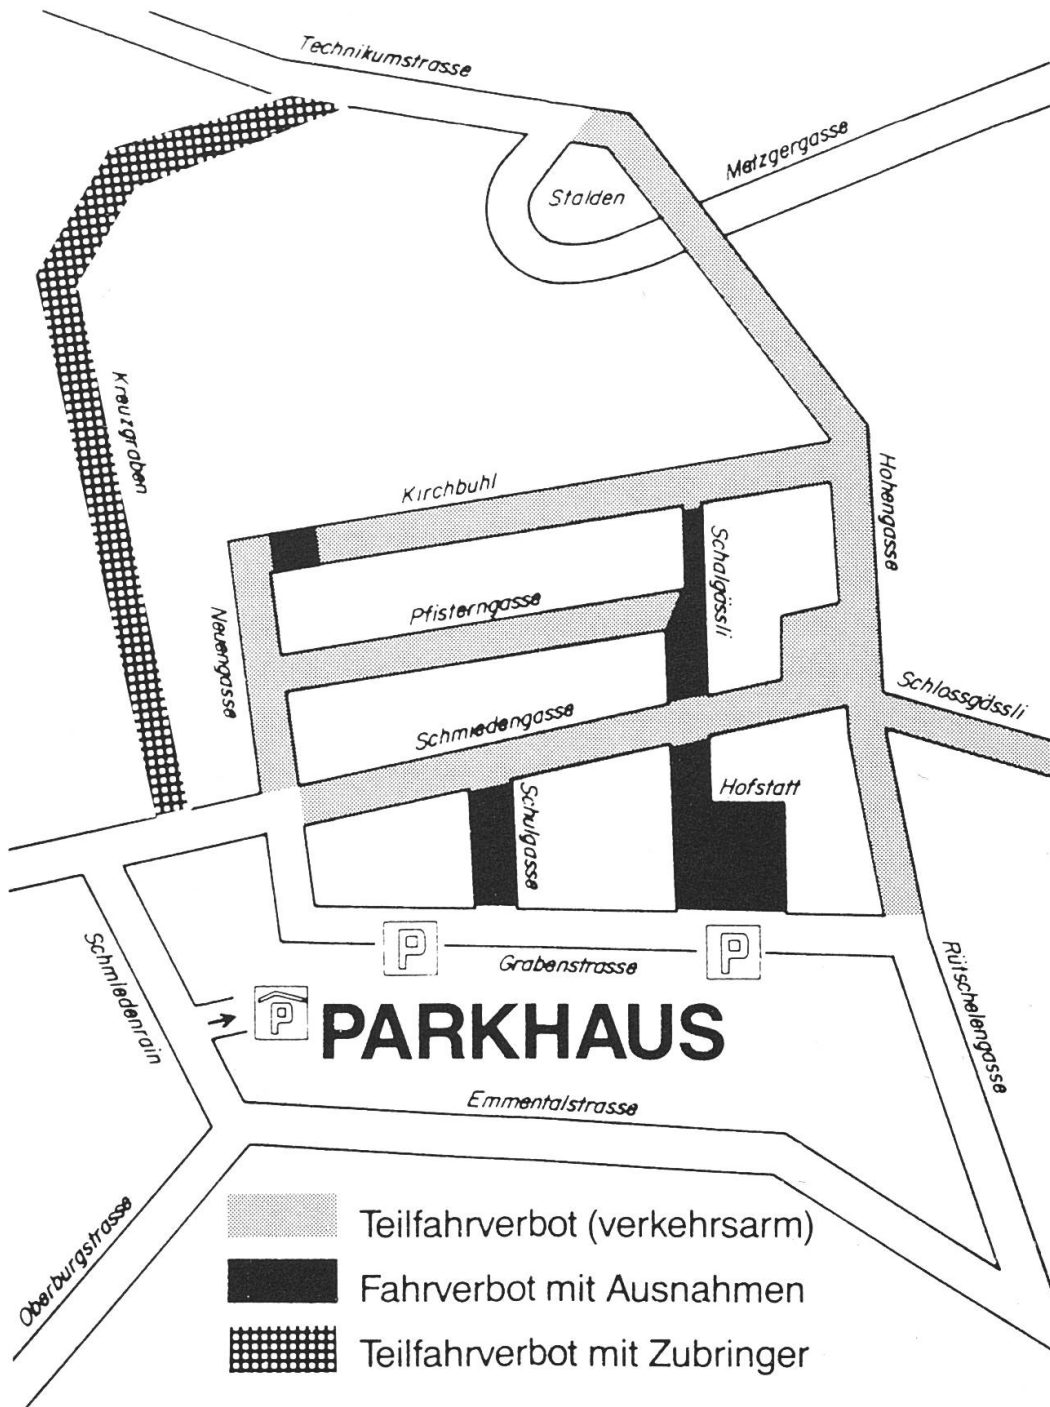 Technikumstrasse
Metzgergasse
Stalden
Kreuzgraben
Kirchbuhl
Hohengasse
Schalgässli
Pfisterngasse
Neuengasse
Schmiedengasse
Schlossgässli
Hofstatt
Schulgasse
P
P
Grabenstrasse
Schmiedenrain
Rütschelengasse
P PARKHAUS
Emmentalstrasse
Oberburgstrasse
Teilfahrverbot (verkehrsarm)
Fahrverbot mit Ausnahmen
Teilfahrverbot mit Zubringer